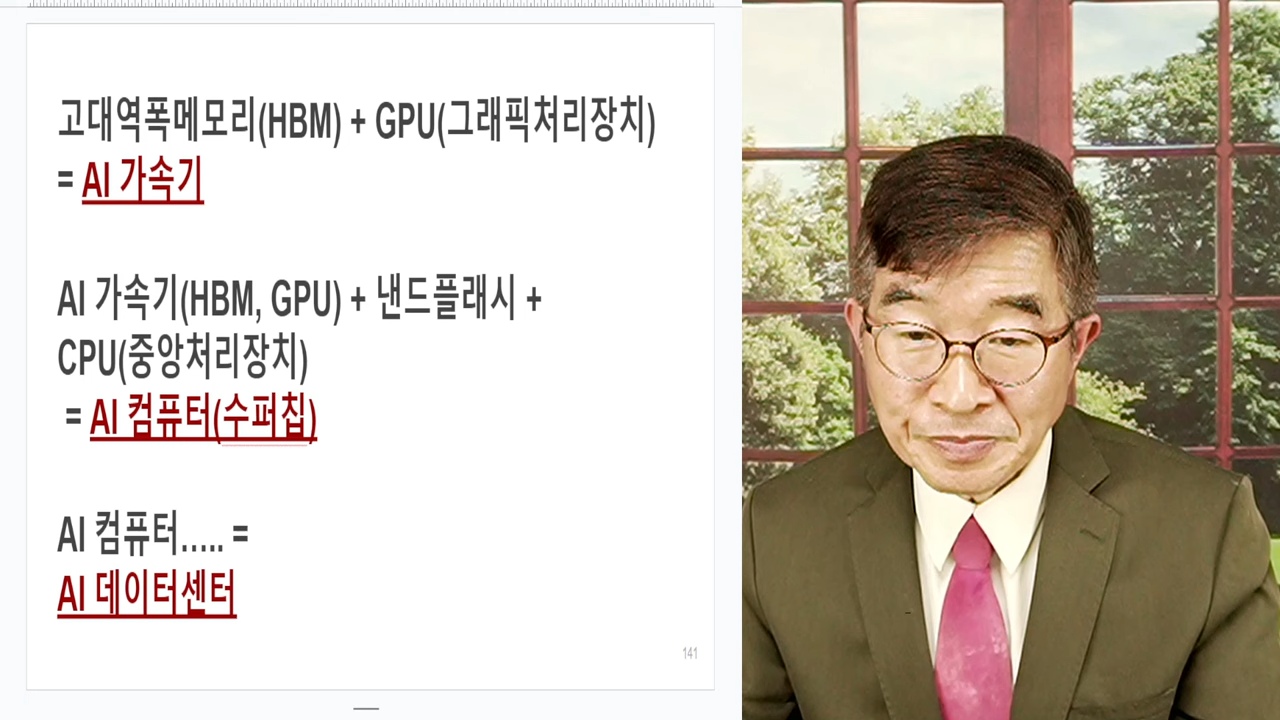 고대역폭메모리(HBM) + GPU(그래픽처리장치)
= AI 가속기
AI 가속기(HBM, GPU) + 낸드플래시 +
CPU(중앙처리장치)
= AI 컴퓨터(수퍼칩)
AI 컴퓨터..... =
AI 데이터센터
141